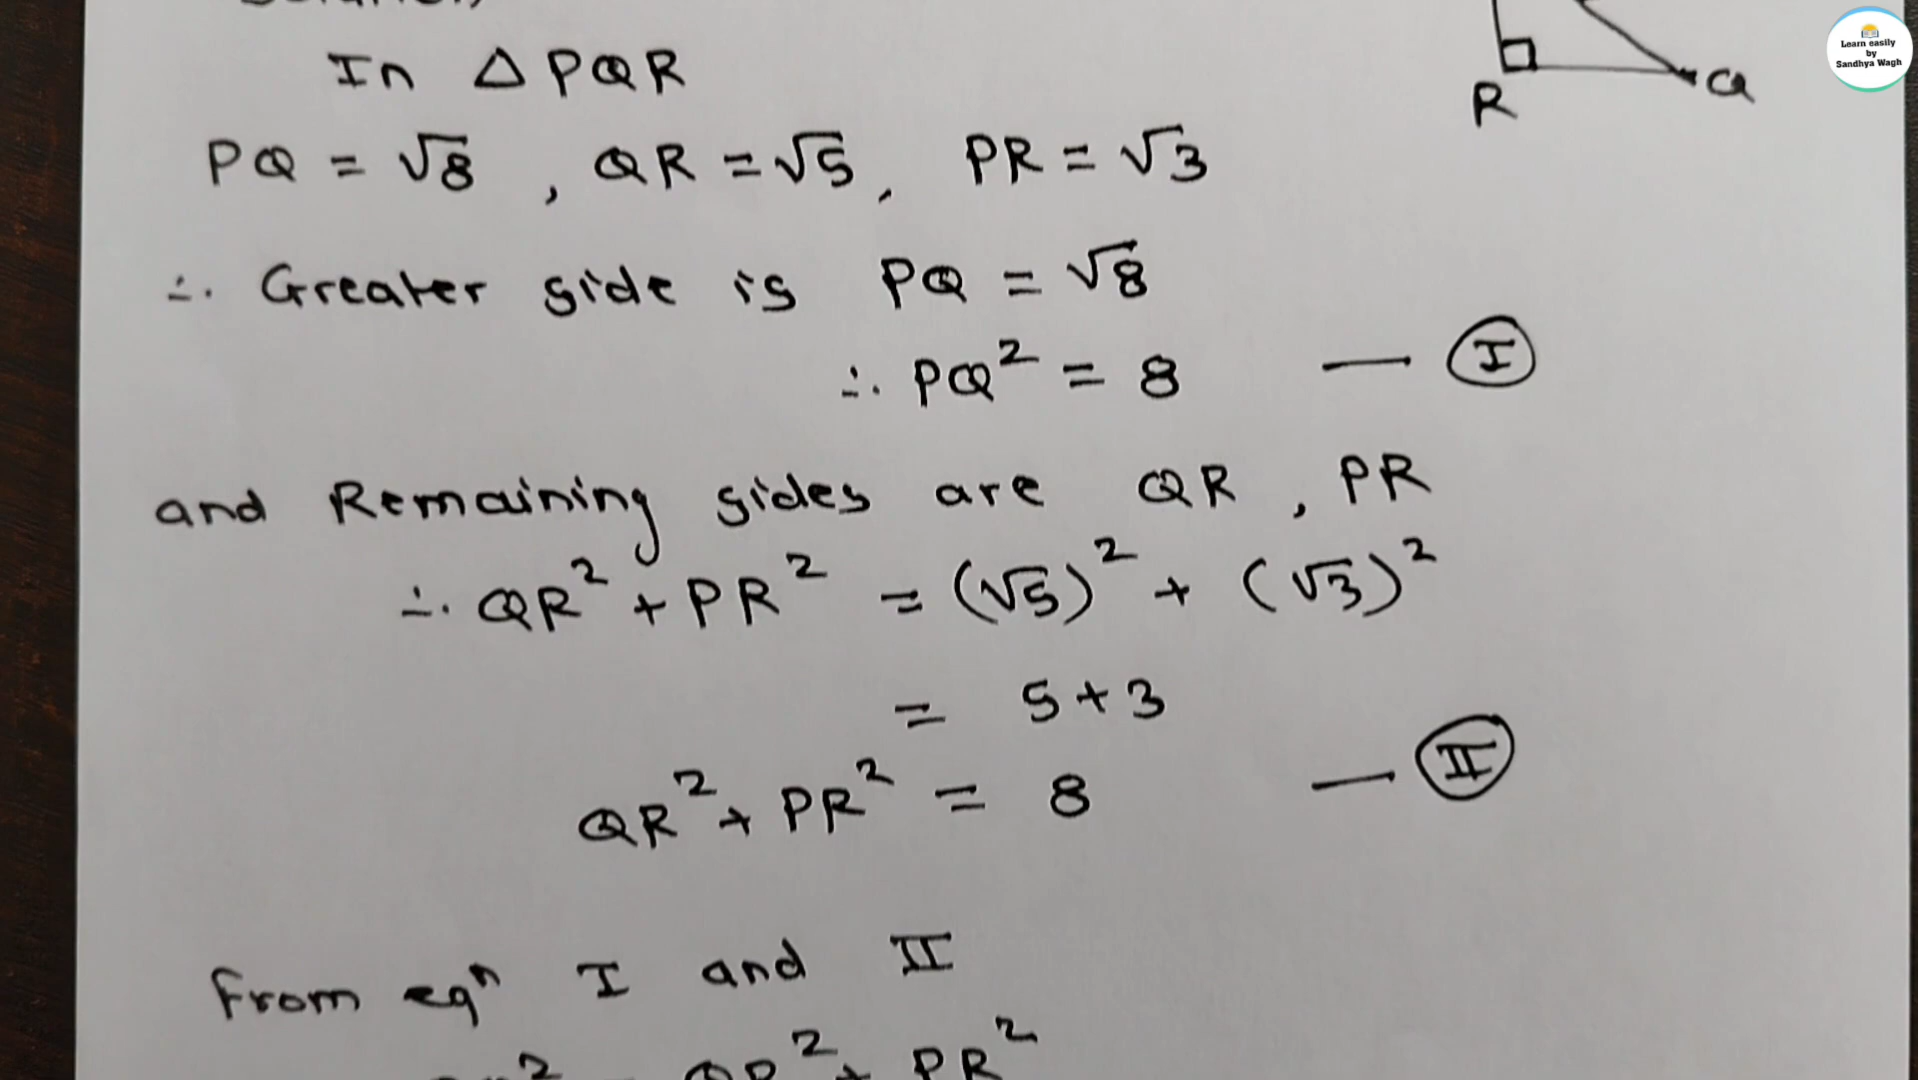 In △ PQR
PQ = √8 , QR = √5, PR = √3
∴ Greater side is PQ = √8
∴ PQ² = 8 — I
and Remaining sides are QR , PR
∴ QR² + PR² = (√5)² + (√3)²
= 5 + 3
QR² + PR² = 8 — II
From eqⁿ I and II
QR² + PR²
R
Q
Learn easily
by
Sandhya Wagh